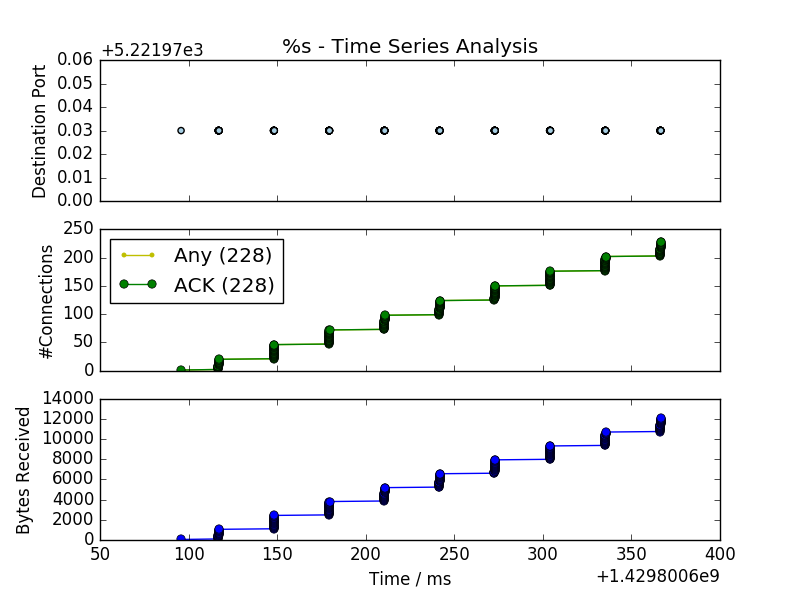 +5.22197e3
%s - Time Series Analysis
0.06
0.05
0.04
0.03
0.02
0.01
0.00
Destination Port
250
200
150
100
50
0
#Connections
Any (228)
ACK (228)
14000
12000
10000
8000
6000
4000
2000
0
Bytes Received
50 100 150 200 250 300 350 400
Time / ms
+1.4298006e9